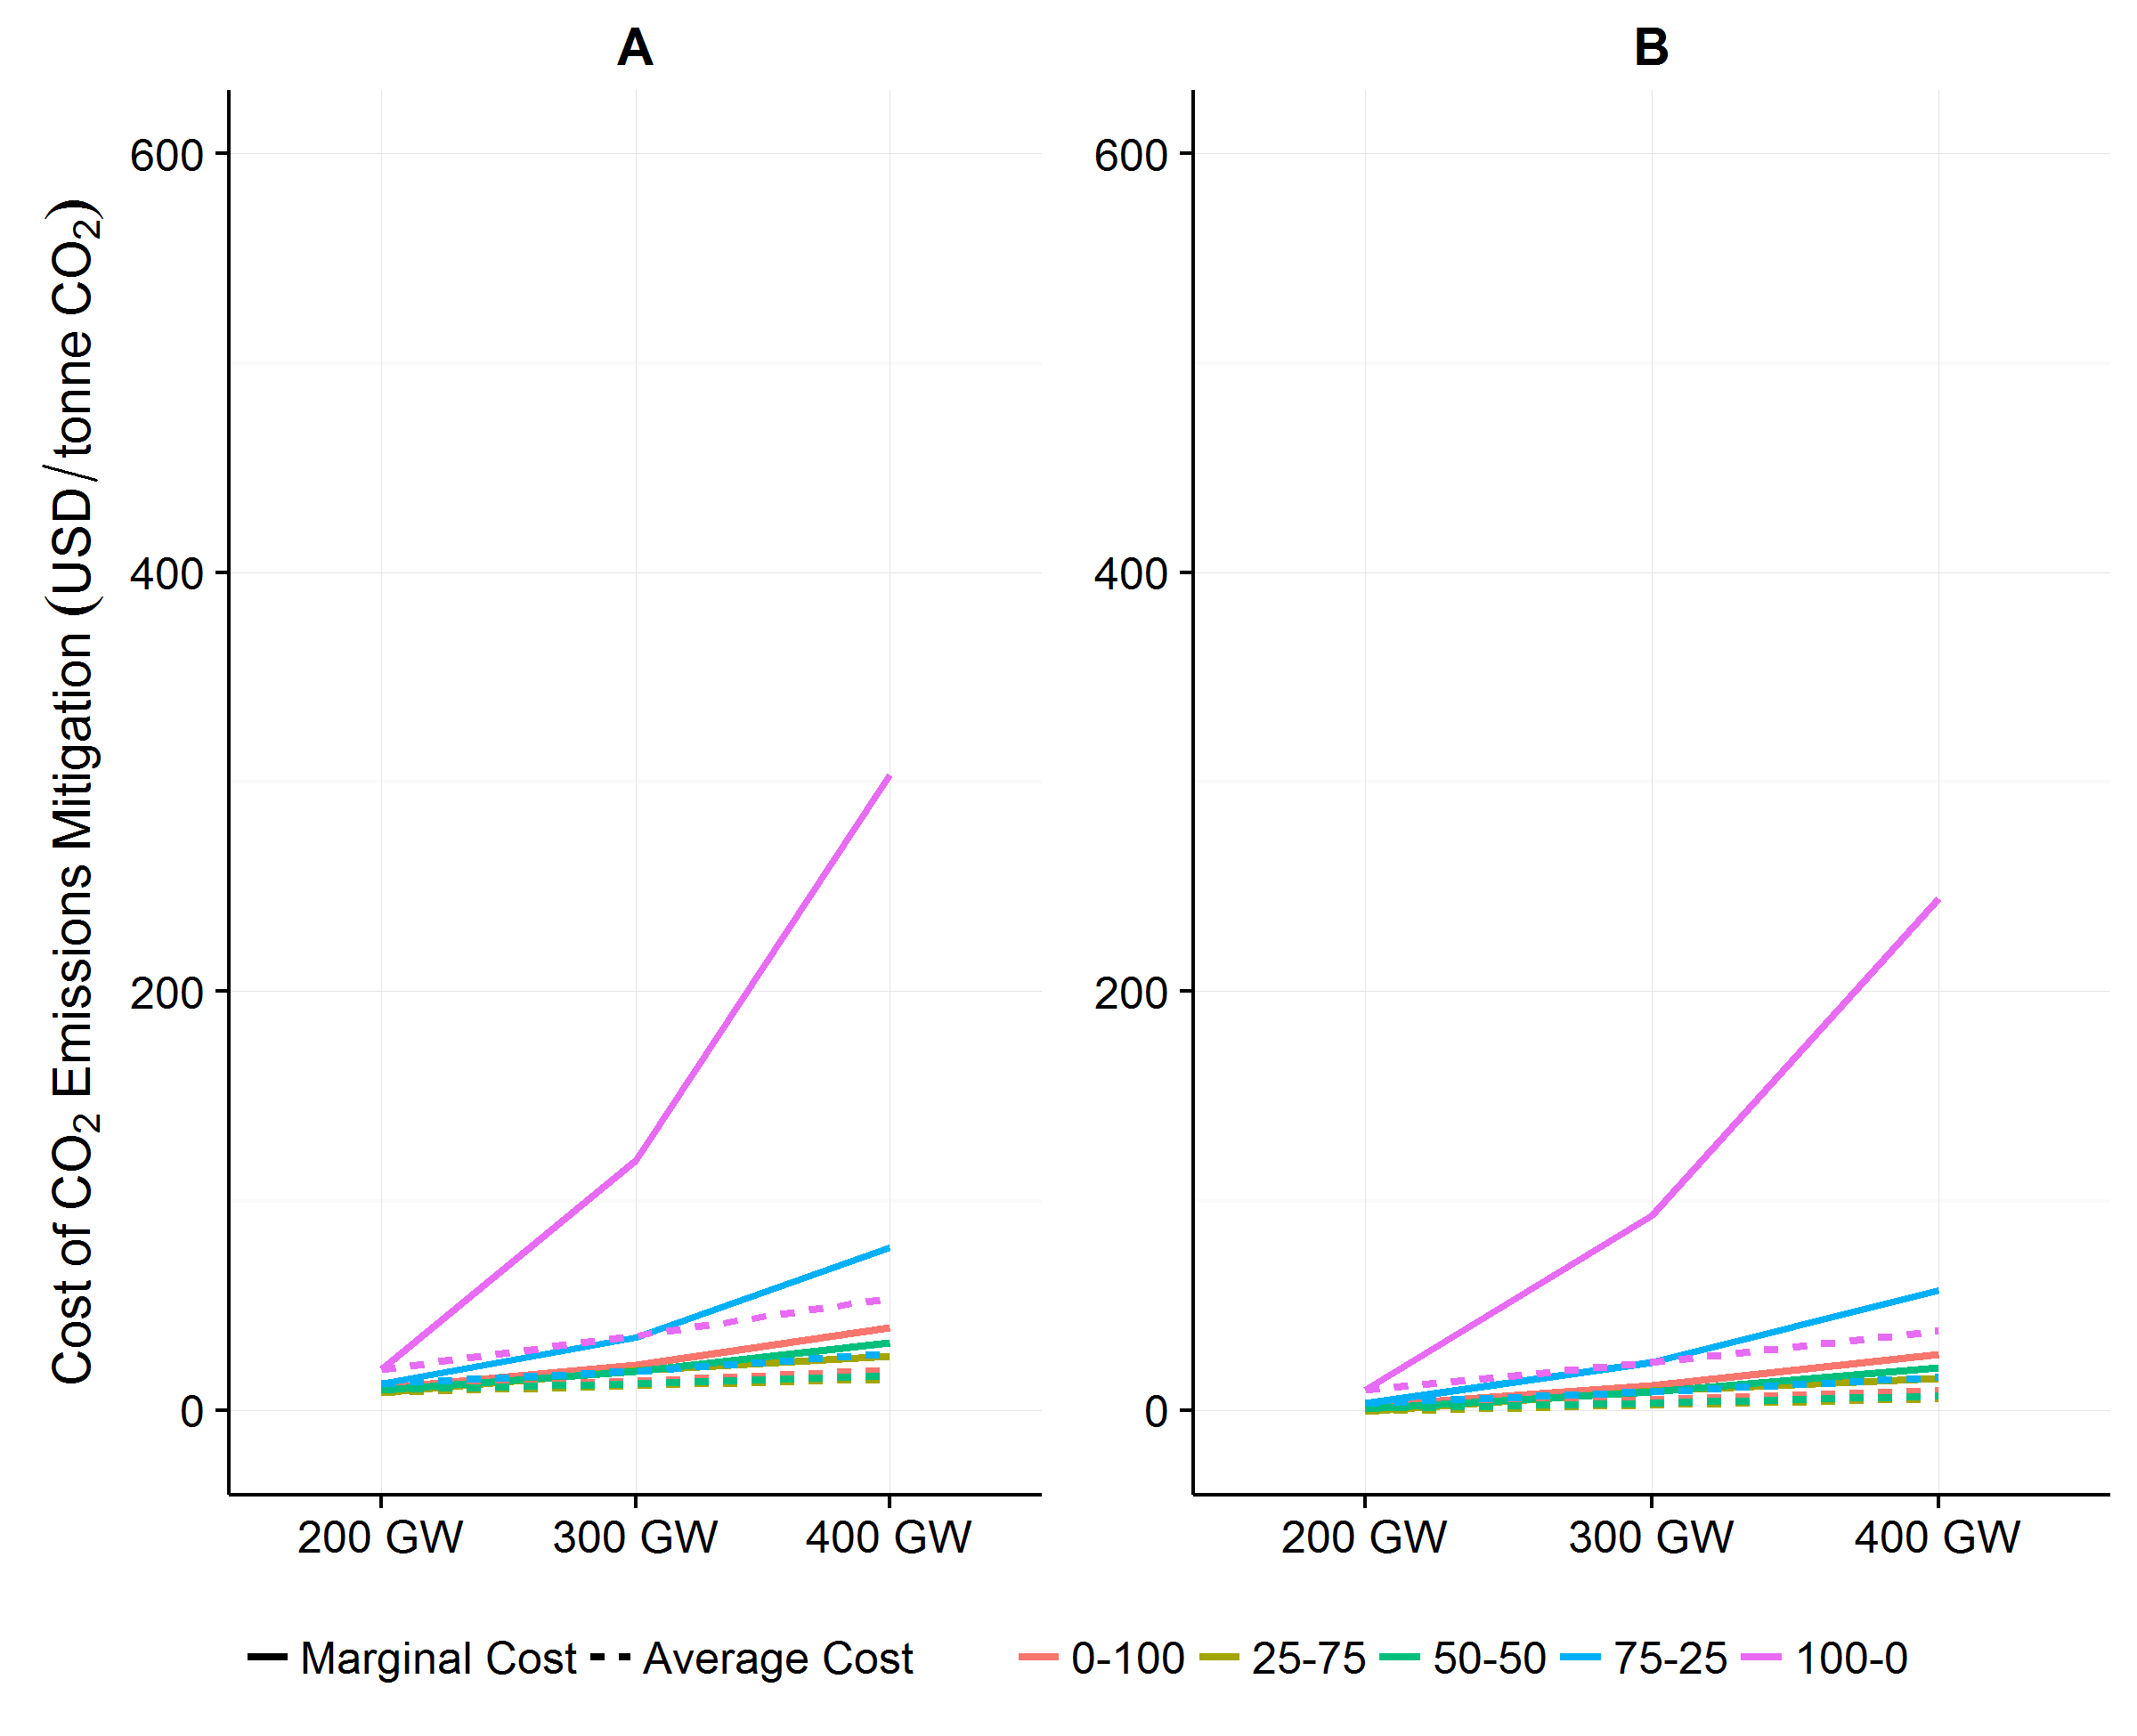 A
B
Cost of CO₂ Emissions Mitigation (USD/tonne CO₂)
600
400
200
0
200 GW 300 GW 400 GW
600
400
200
0
200 GW 300 GW 400 GW
Marginal Cost Average Cost 0-100 25-75 50-50 75-25 100-0